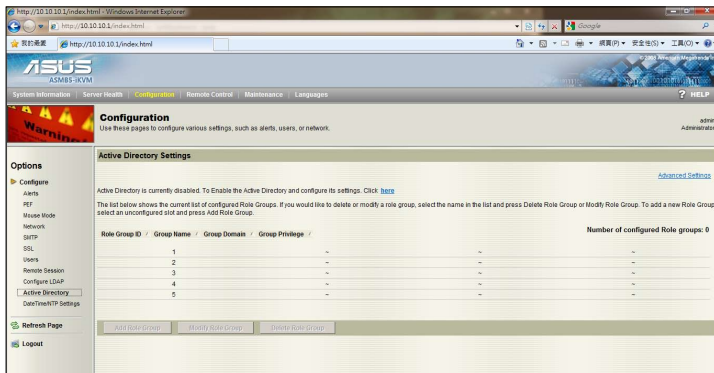 http://10.10.10.1/index.html - Windows Internet Explorer
http://10.10.10.1/index.html
Google
我的最愛
http://10.10.10.1/index.html
網頁(P)
安全性(S)
工具(O)
ASUS
ASMB5-iKVM
© 2008 American Megatrends
System Information | Server Health | Configuration | Remote Control | Maintenance | Languages
? HELP
Warning!
Configuration
Use these pages to configure various settings, such as alerts, users, or network.
admin
Administrator
Options
Configure
Alerts
PEF
Mouse Mode
Network
SMTP
SSL
Users
Remote Session
Configure LDAP
Active Directory
DateTime/NTP Settings
Refresh Page
Logout
Active Directory Settings
Advanced Settings
Active Directory is currently disabled. To Enable the Active Directory and configure its settings. Click here
The list below shows the current list of configured Role Groups. If you would like to delete or modify a role group, select the name in the list and press Delete Role Group or Modify Role Group. To add a new Role Group
select an unconfigured slot and press Add Role Group.
Number of configured Role groups: 0
Role Group ID / Group Name / Group Domain / Group Privilege /
1 ~ ~ ~
2 ~ ~ ~
3 ~ ~ ~
4 ~ ~ ~
5 ~ ~ ~
Add Role Group Modify Role Group Delete Role Group